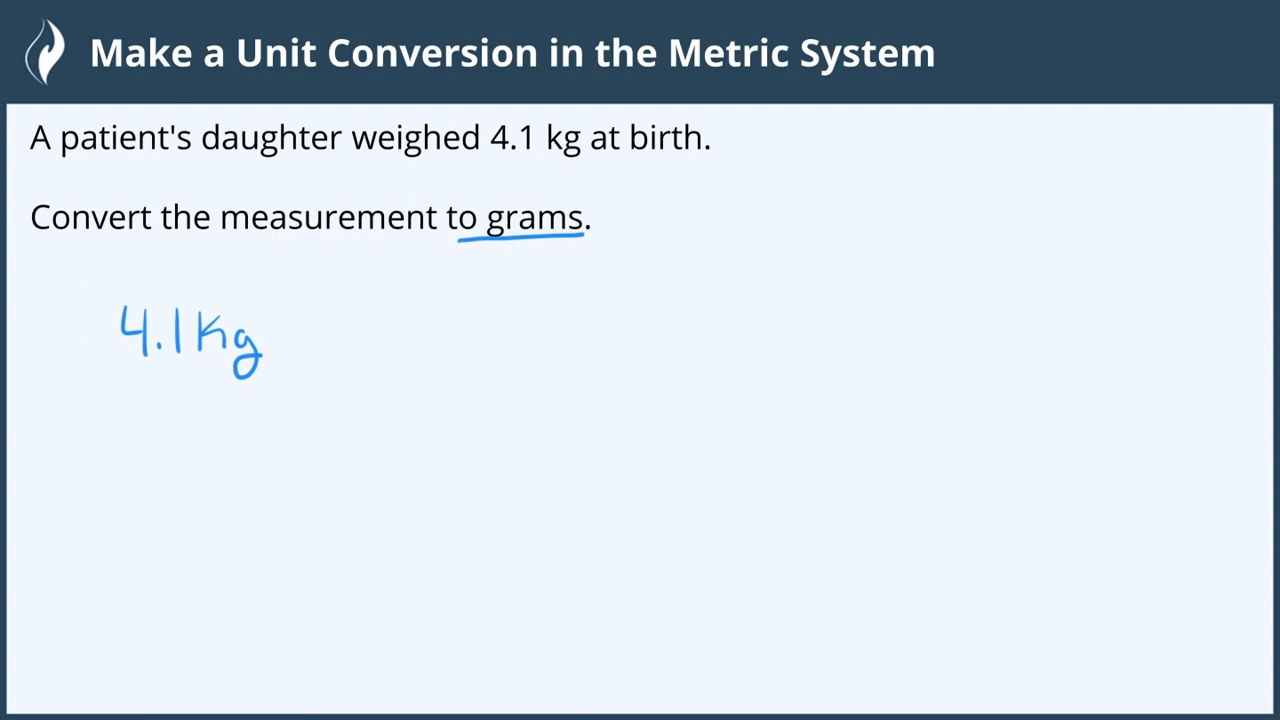 Make a Unit Conversion in the Metric System
A patient's daughter weighed 4.1 kg at birth.
Convert the measurement to grams.
4.1 kg